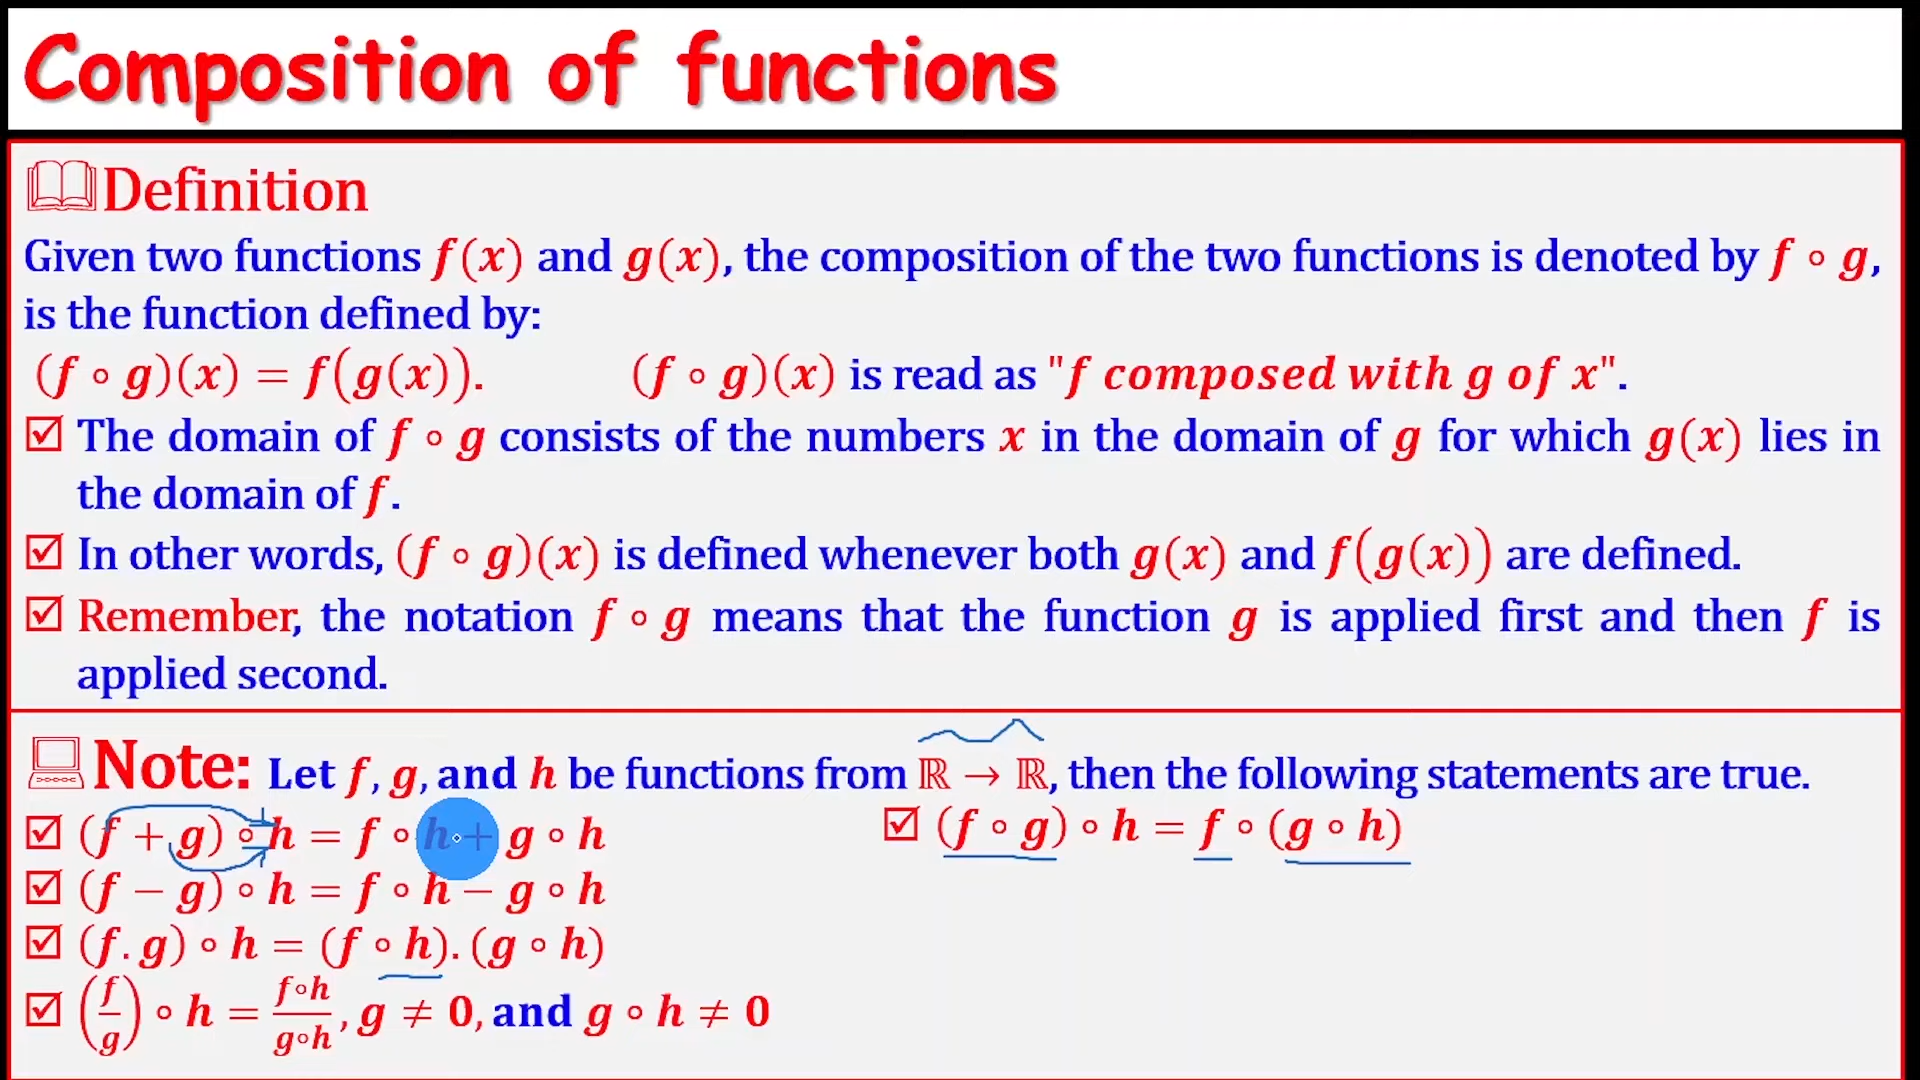 Composition of functions
Definition
Given two functions f(x) and g(x), the composition of the two functions is denoted by f ∘ g,
is the function defined by:
(f ∘ g)(x) = f(g(x)). (f ∘ g)(x) is read as "f composed with g of x".
☑ The domain of f ∘ g consists of the numbers x in the domain of g for which g(x) lies in
the domain of f.
☑ In other words, (f ∘ g)(x) is defined whenever both g(x) and f(g(x)) are defined.
☑ Remember, the notation f ∘ g means that the function g is applied first and then f is
applied second.
Note: Let f, g, and h be functions from ℝ → ℝ, then the following statements are true.
☑ (f + g) ∘ h = f ∘ h + g ∘ h
☑ (f − g) ∘ h = f ∘ h − g ∘ h
☑ (f. g) ∘ h = (f ∘ h). (g ∘ h)
☑ (f/g) ∘ h = f∘h/g∘h, g ≠ 0, and g ∘ h ≠ 0
☑ (f ∘ g) ∘ h = f ∘ (g ∘ h)